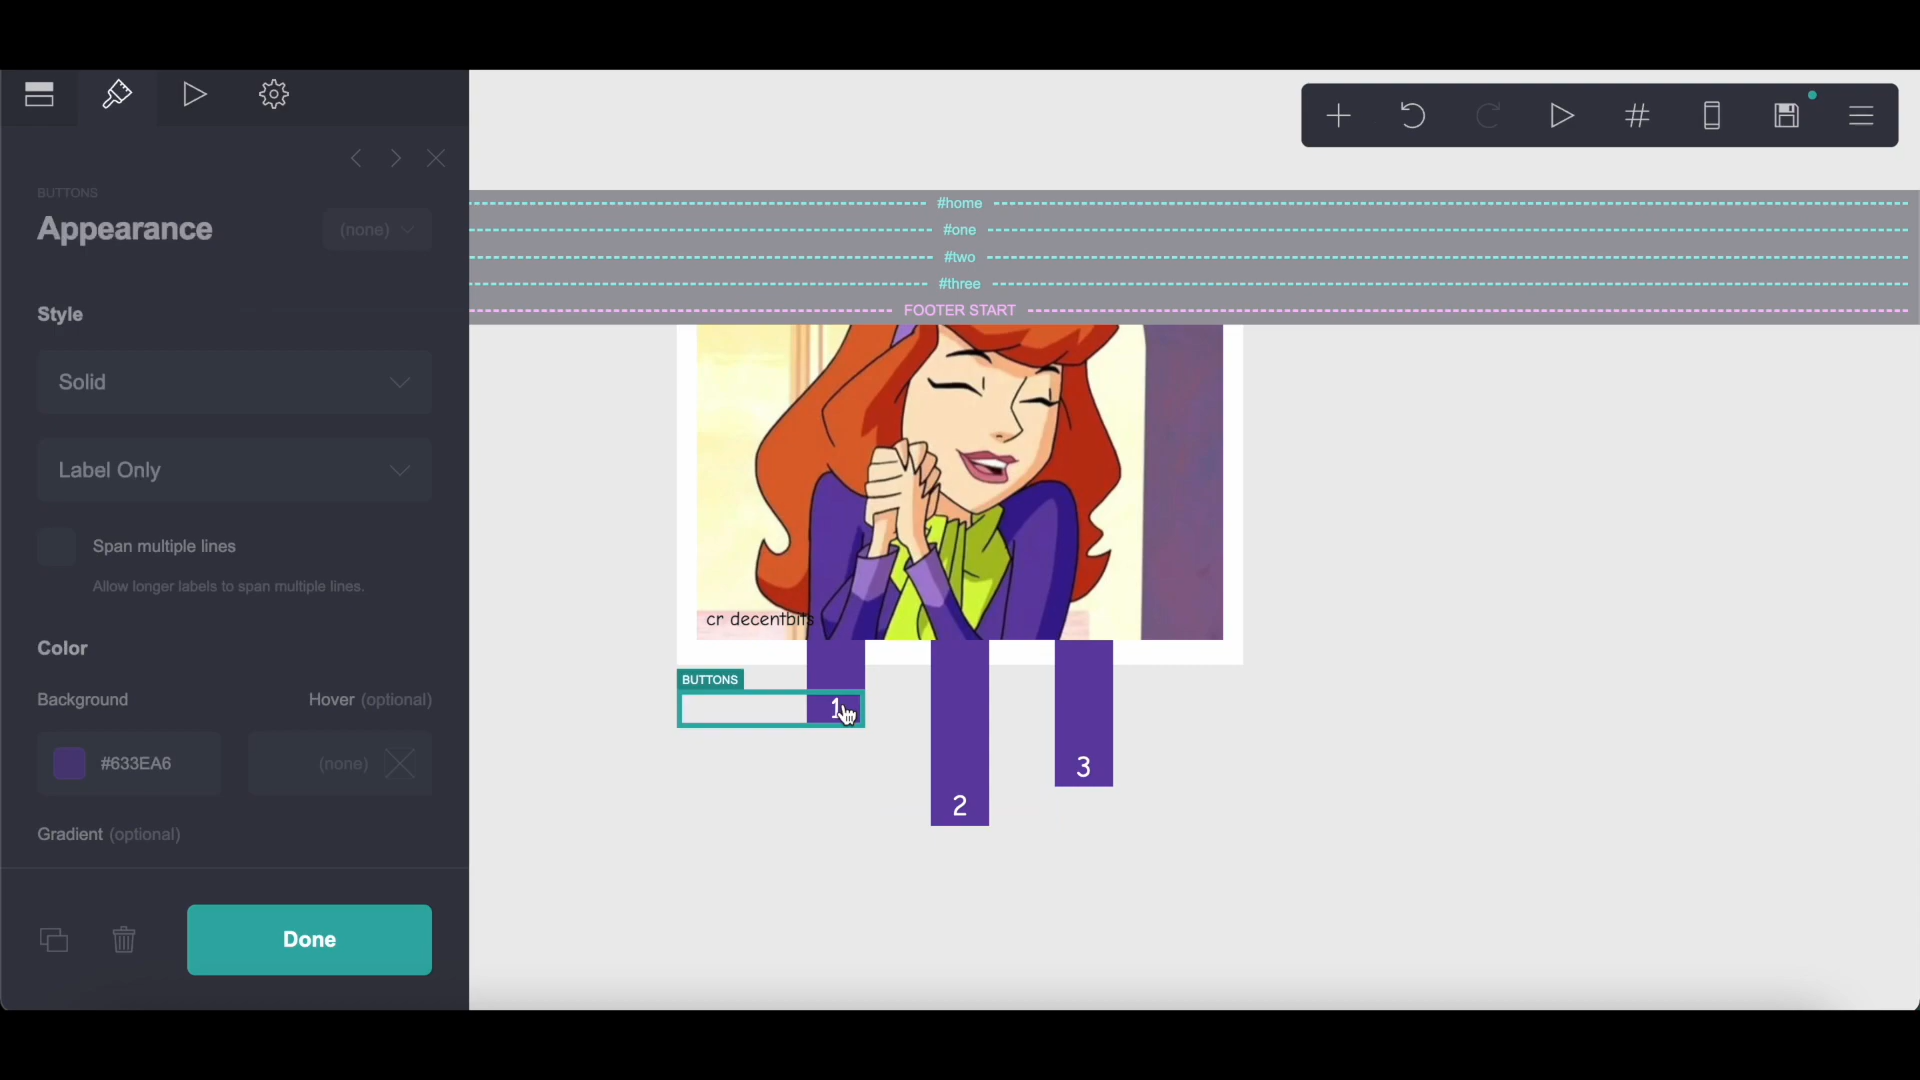 BUTTONS
Appearance
(none)
Style
Solid
Label Only
Span multiple lines
Allow longer labels to span multiple lines.
Color
Background
Hover (optional)
#633EA6
(none)
Gradient (optional)
Done
#home
#one
#two
#three
FOOTER START
cr decentbits
BUTTONS
1
2
3